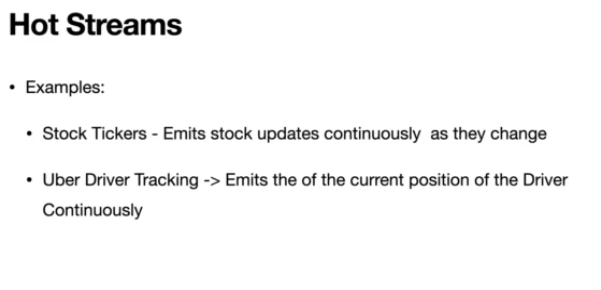 Hot Streams
• Examples:
• Stock Tickers - Emits stock updates continuously as they change
• Uber Driver Tracking -> Emits the of the current position of the Driver
Continuously